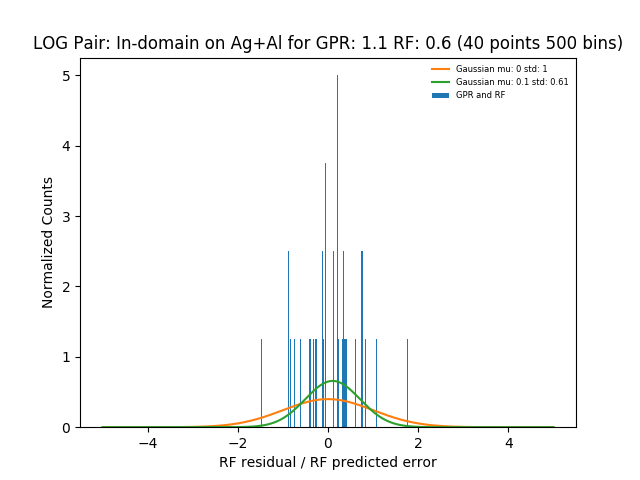 LOG Pair: In-domain on Ag+Al for GPR: 1.1 RF: 0.6 (40 points 500 bins)
Gaussian mu: 0 std: 1
Gaussian mu: 0.1 std: 0.61
GPR and RF
Normalized Counts
5
4
3
2
1
0
−4 −2 0 2 4
RF residual / RF predicted error